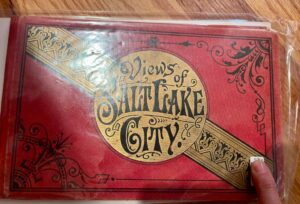 Views of
Salt Lake
City.